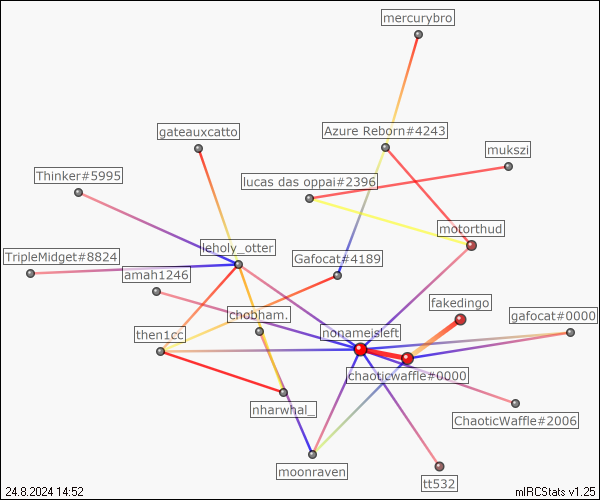 mercurybro
gateauxcatto
Azure Reborn#4243
mukszi
Thinker#5995
lucas das oppai#2396
motorthud
leholy_otter
TripleMidget#8824
Gafocat#4189
amah1246
fakedingo
chobham.
gafocat#0000
then1cc
nonameisleft
chaoticwaffle#0000
nharwhal_
ChaoticWaffle#2006
moonraven
tt532
24.8.2024 14:52
mIRCStats v1.25